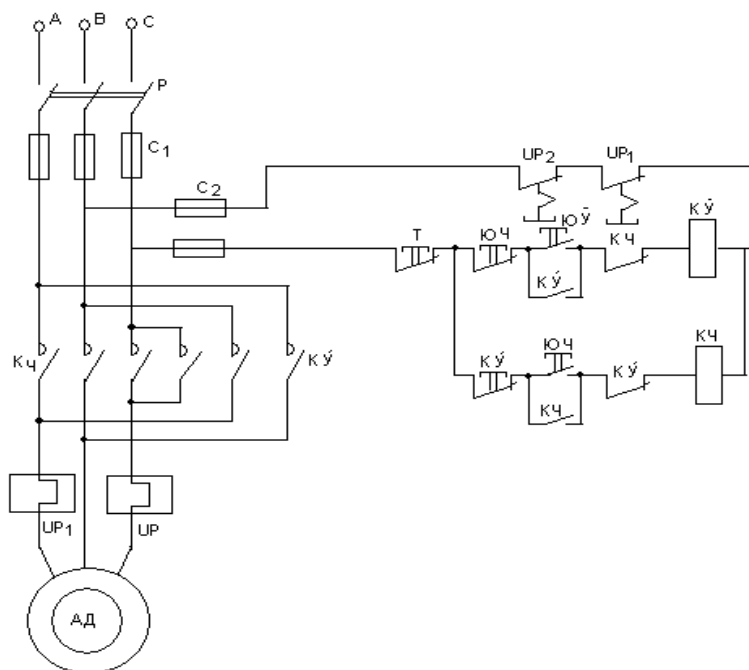 A B C
P
C1
C2
UP2 UP1
T ЮЧ ЮЎ КЧ КЎ
КЎ
Кч КЎ
КЎ ЮЧ КЎ КЧ
КЧ
UP1 UP
АД